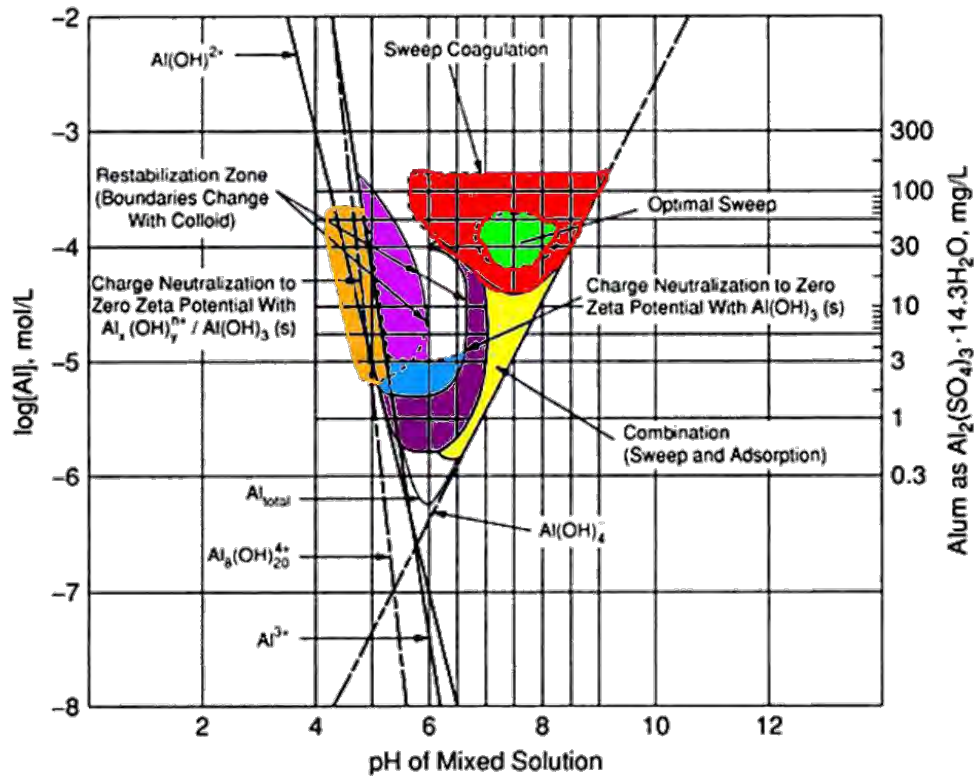 -2
-3
-4
-5
-6
-7
-8
log[Al], mol/L
2
4
6
8
10
12
pH of Mixed Solution
300
100
30
10
3
1
0.3
Alum as Al₂(SO₄)₃·14.3H₂O, mg/L
Al(OH)²⁺
Sweep Coagulation
Restabilization Zone
(Boundaries Change
With Colloid)
Optimal Sweep
Charge Neutralization to
Zero Zeta Potential With
Alₓ(OH)ᵧⁿ⁺ / Al(OH)₃ (s)
Charge Neutralization to Zero
Zeta Potential With Al(OH)₃ (s)
Combination
(Sweep and Adsorption)
Al total
Al(OH)₄⁻
Al₈(OH)₂₀⁴⁺
Al³⁺